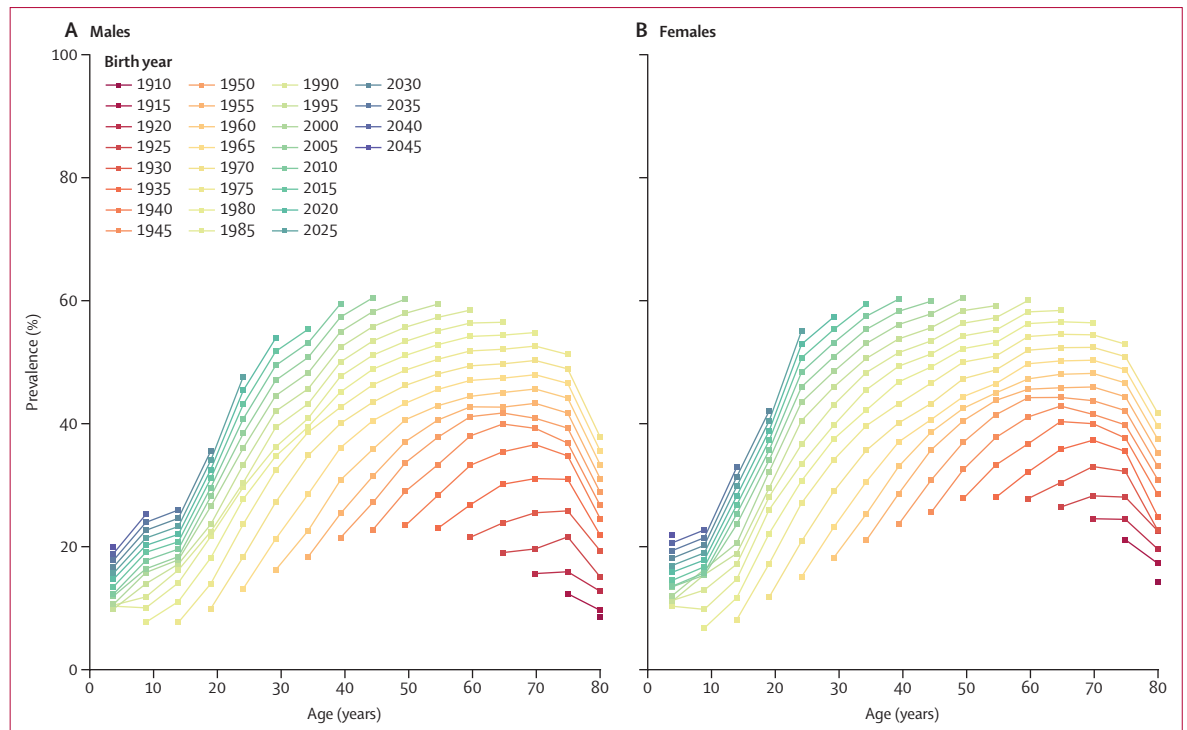 A Males
B Females
Birth year
1910 1950 1990 2030
1915 1955 1995 2035
1920 1960 2000 2040
1925 1965 2005 2045
1930 1970 2010
1935 1975 2015
1940 1980 2020
1945 1985 2025
Prevalence (%)
100
80
60
40
20
0
0 10 20 30 40 50 60 70 80
Age (years)
0 10 20 30 40 50 60 70 80
Age (years)